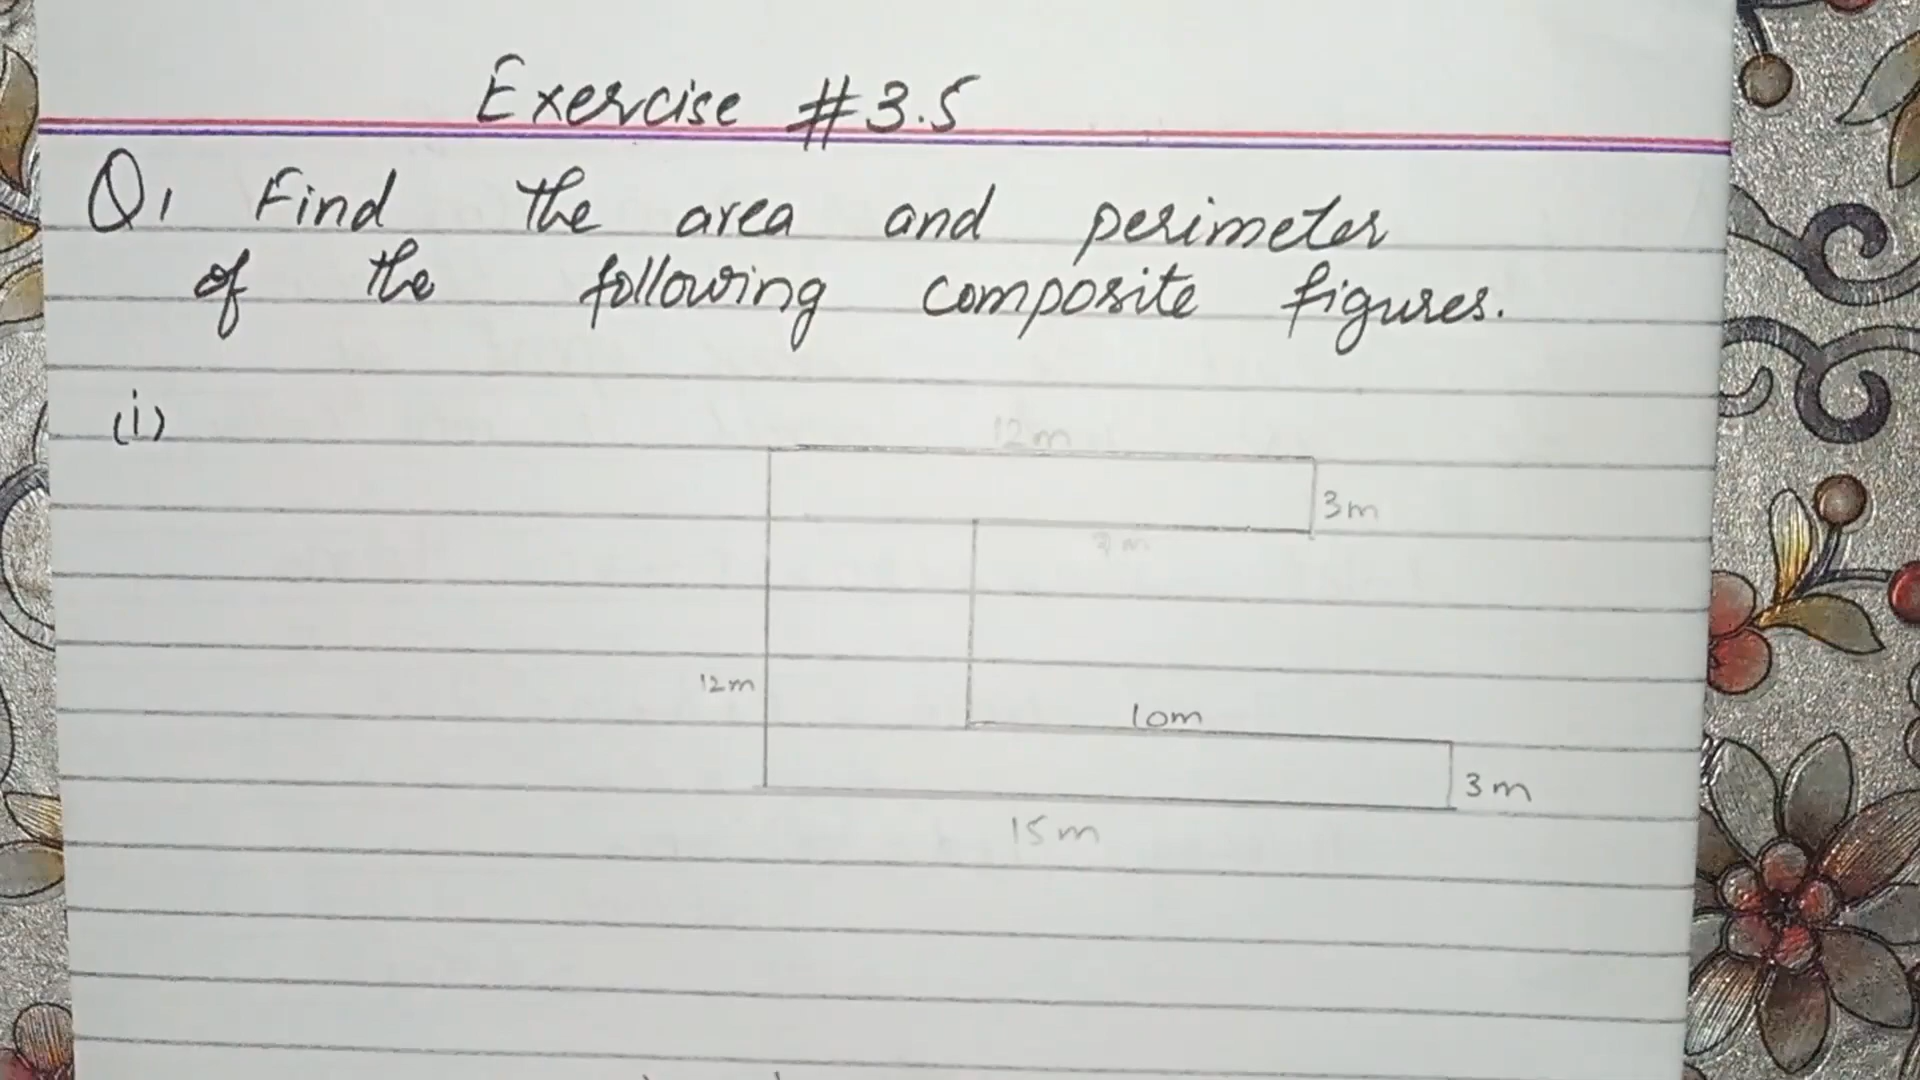 Exercise #3.5
Q1 Find the area and perimeter
of the following composite figures.
(i)
12m
3m
12m
10m
3m
15m